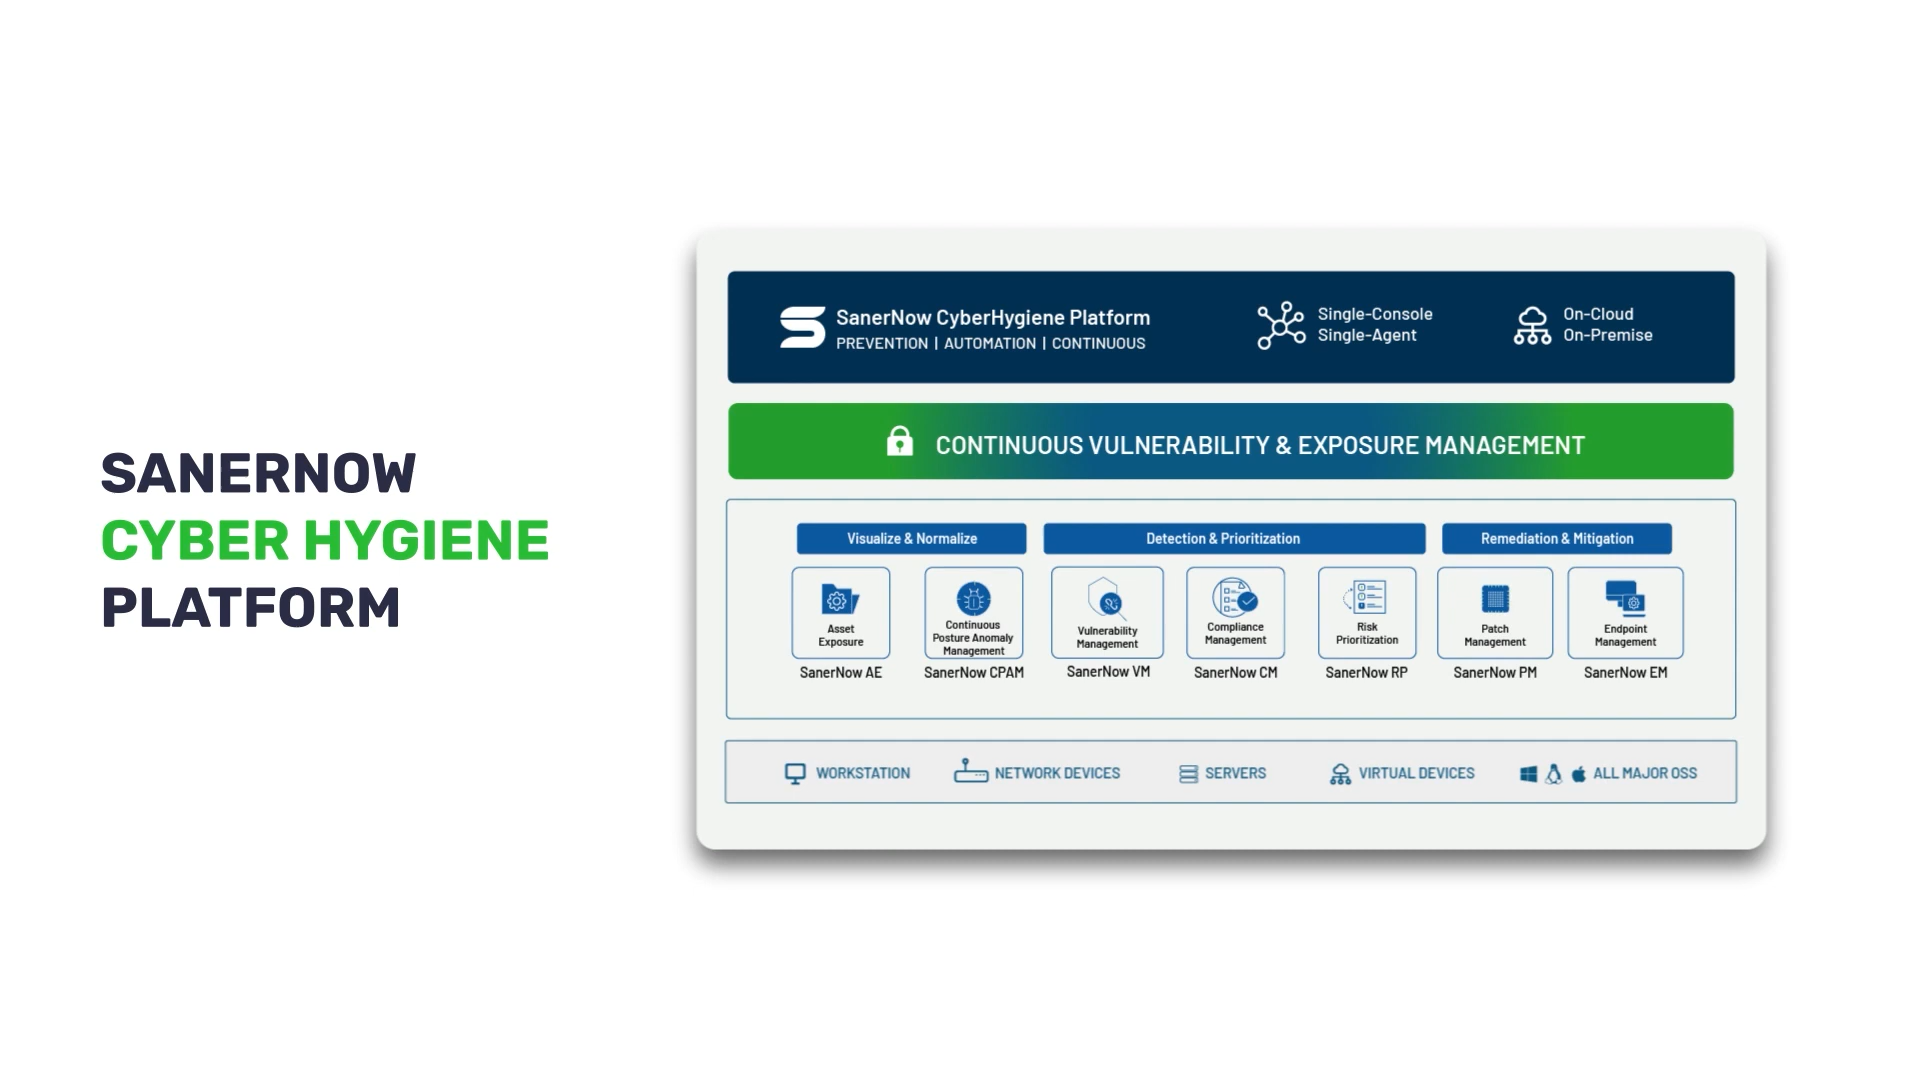 SANERNOW
CYBER HYGIENE
PLATFORM
SanerNow CyberHygiene Platform
PREVENTION | AUTOMATION | CONTINUOUS
Single-Console
Single-Agent
On-Cloud
On-Premise
CONTINUOUS VULNERABILITY & EXPOSURE MANAGEMENT
Visualize & Normalize
Detection & Prioritization
Remediation & Mitigation
Asset
Exposure
Continuous
Posture Anomaly
Management
Vulnerability
Management
Compliance
Management
Risk
Prioritization
Patch
Management
Endpoint
Management
SanerNow AE
SanerNow CPAM
SanerNow VM
SanerNow CM
SanerNow RP
SanerNow PM
SanerNow EM
WORKSTATION
NETWORK DEVICES
SERVERS
VIRTUAL DEVICES
ALL MAJOR OSS